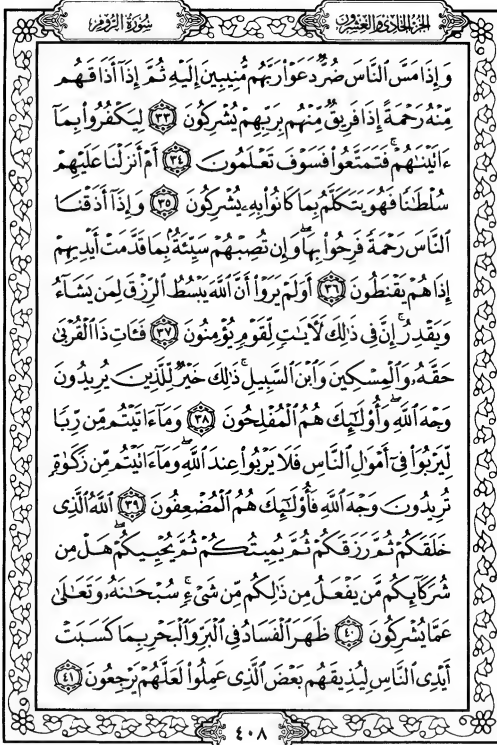 الجزء الحادي والعشرون
سورة الروم
وَإِذَا مَسَّ ٱلنَّاسَ ضُرٌّ دَعَوْا۟ رَبَّهُم مُّنِيبِينَ إِلَيْهِ ثُمَّ إِذَآ أَذَاقَهُم
مِّنْهُ رَحْمَةً إِذَا فَرِيقٌ مِّنْهُم بِرَبِّهِمْ يُشْرِكُونَ ٣٣ لِيَكْفُرُوا۟ بِمَآ
ءَاتَيْنَـٰهُمْ ۚ فَتَمَتَّعُوا۟ فَسَوْفَ تَعْلَمُونَ ٣٤ أَمْ أَنزَلْنَا عَلَيْهِمْ
سُلْطَـٰنًا فَهُوَ يَتَكَلَّمُ بِمَا كَانُوا۟ بِهِۦ يُشْرِكُونَ ٣٥ وَإِذَآ أَذَقْنَا
ٱلنَّاسَ رَحْمَةً فَرِحُوا۟ بِهَا ۖ وَإِن تُصِبْهُمْ سَيِّئَةٌۢ بِمَا قَدَّمَتْ أَيْدِيهِمْ
إِذَا هُمْ يَقْنَطُونَ ٣٦ أَوَلَمْ يَرَوْا۟ أَنَّ ٱللَّهَ يَبْسُطُ ٱلرِّزْقَ لِمَن يَشَآءُ
وَيَقْدِرُ ۚ إِنَّ فِى ذَٰلِكَ لَـَٔايَـٰتٍ لِّقَوْمٍ يُؤْمِنُونَ ٣٧ فَـَٔاتِ ذَا ٱلْقُرْبَىٰ
حَقَّهُۥ وَٱلْمِسْكِينَ وَٱبْنَ ٱلسَّبِيلِ ۚ ذَٰلِكَ خَيْرٌ لِّلَّذِينَ يُرِيدُونَ
وَجْهَ ٱللَّهِ ۖ وَأُو۟لَـٰٓئِكَ هُمُ ٱلْمُفْلِحُونَ ٣٨ وَمَآ ءَاتَيْتُم مِّن رِّبًا
لِّيَرْبُوَا۟ فِىٓ أَمْوَٰلِ ٱلنَّاسِ فَلَا يَرْبُوا۟ عِندَ ٱللَّهِ ۖ وَمَآ ءَاتَيْتُم مِّن زَكَوٰةٍ
تُرِيدُونَ وَجْهَ ٱللَّهِ فَأُو۟لَـٰٓئِكَ هُمُ ٱلْمُضْعِفُونَ ٣٩ ٱللَّهُ ٱلَّذِى
خَلَقَكُمْ ثُمَّ رَزَقَكُمْ ثُمَّ يُمِيتُكُمْ ثُمَّ يُحْيِيكُمْ ۖ هَلْ مِن
شُرَكَآئِكُم مَّن يَفْعَلُ مِن ذَٰلِكُم مِّن شَىْءٍ ۚ سُبْحَـٰنَهُۥ وَتَعَـٰلَىٰ
عَمَّا يُشْرِكُونَ ٤٠ ظَهَرَ ٱلْفَسَادُ فِى ٱلْبَرِّ وَٱلْبَحْرِ بِمَا كَسَبَتْ
أَيْدِى ٱلنَّاسِ لِيُذِيقَهُم بَعْضَ ٱلَّذِى عَمِلُوا۟ لَعَلَّهُمْ يَرْجِعُونَ ٤١
٤٠٨